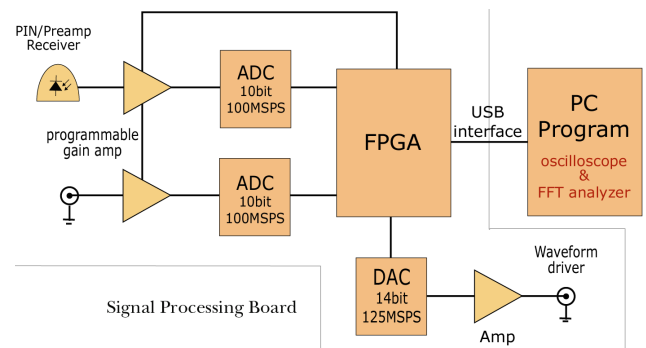 PIN/Preamp
Receiver
ADC
10bit
100MSPS
programmable
gain amp
ADC
10bit
100MSPS
FPGA
USB
interface
PC
Program
oscilloscope
&
FFT analyzer
DAC
14bit
125MSPS
Amp
Waveform
driver
Signal Processing Board